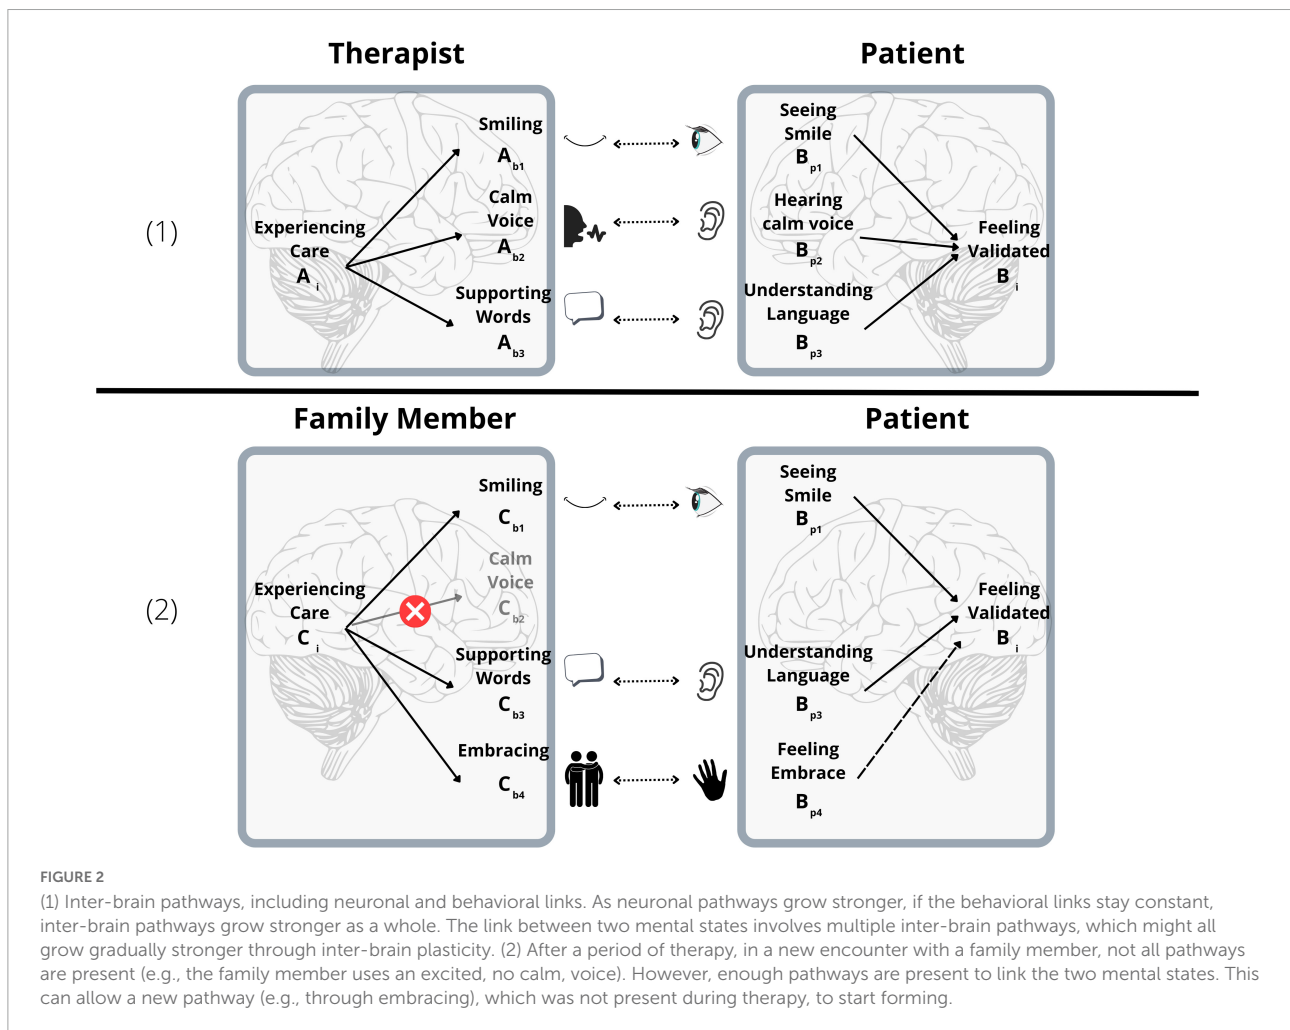 Therapist
Patient
(1)
Experiencing
Care
A i
Smiling
A b1
Calm
Voice
A b2
Supporting
Words
A b3
Seeing
Smile
B p1
Hearing
calm voice
B p2
Understanding
Language
B p3
Feeling
Validated
B i
Family Member
Patient
(2)
Experiencing
Care
C i
Smiling
C b1
Calm
Voice
C b2
Supporting
Words
C b3
Embracing
C b4
Seeing
Smile
B p1
Understanding
Language
B p3
Feeling
Embrace
B p4
Feeling
Validated
B i
FIGURE 2
(1) Inter-brain pathways, including neuronal and behavioral links. As neuronal pathways grow stronger, if the behavioral links stay constant,
inter-brain pathways grow stronger as a whole. The link between two mental states involves multiple inter-brain pathways, which might all
grow gradually stronger through inter-brain plasticity. (2) After a period of therapy, in a new encounter with a family member, not all pathways
are present (e.g., the family member uses an excited, no calm, voice). However, enough pathways are present to link the two mental states. This
can allow a new pathway (e.g., through embracing), which was not present during therapy, to start forming.